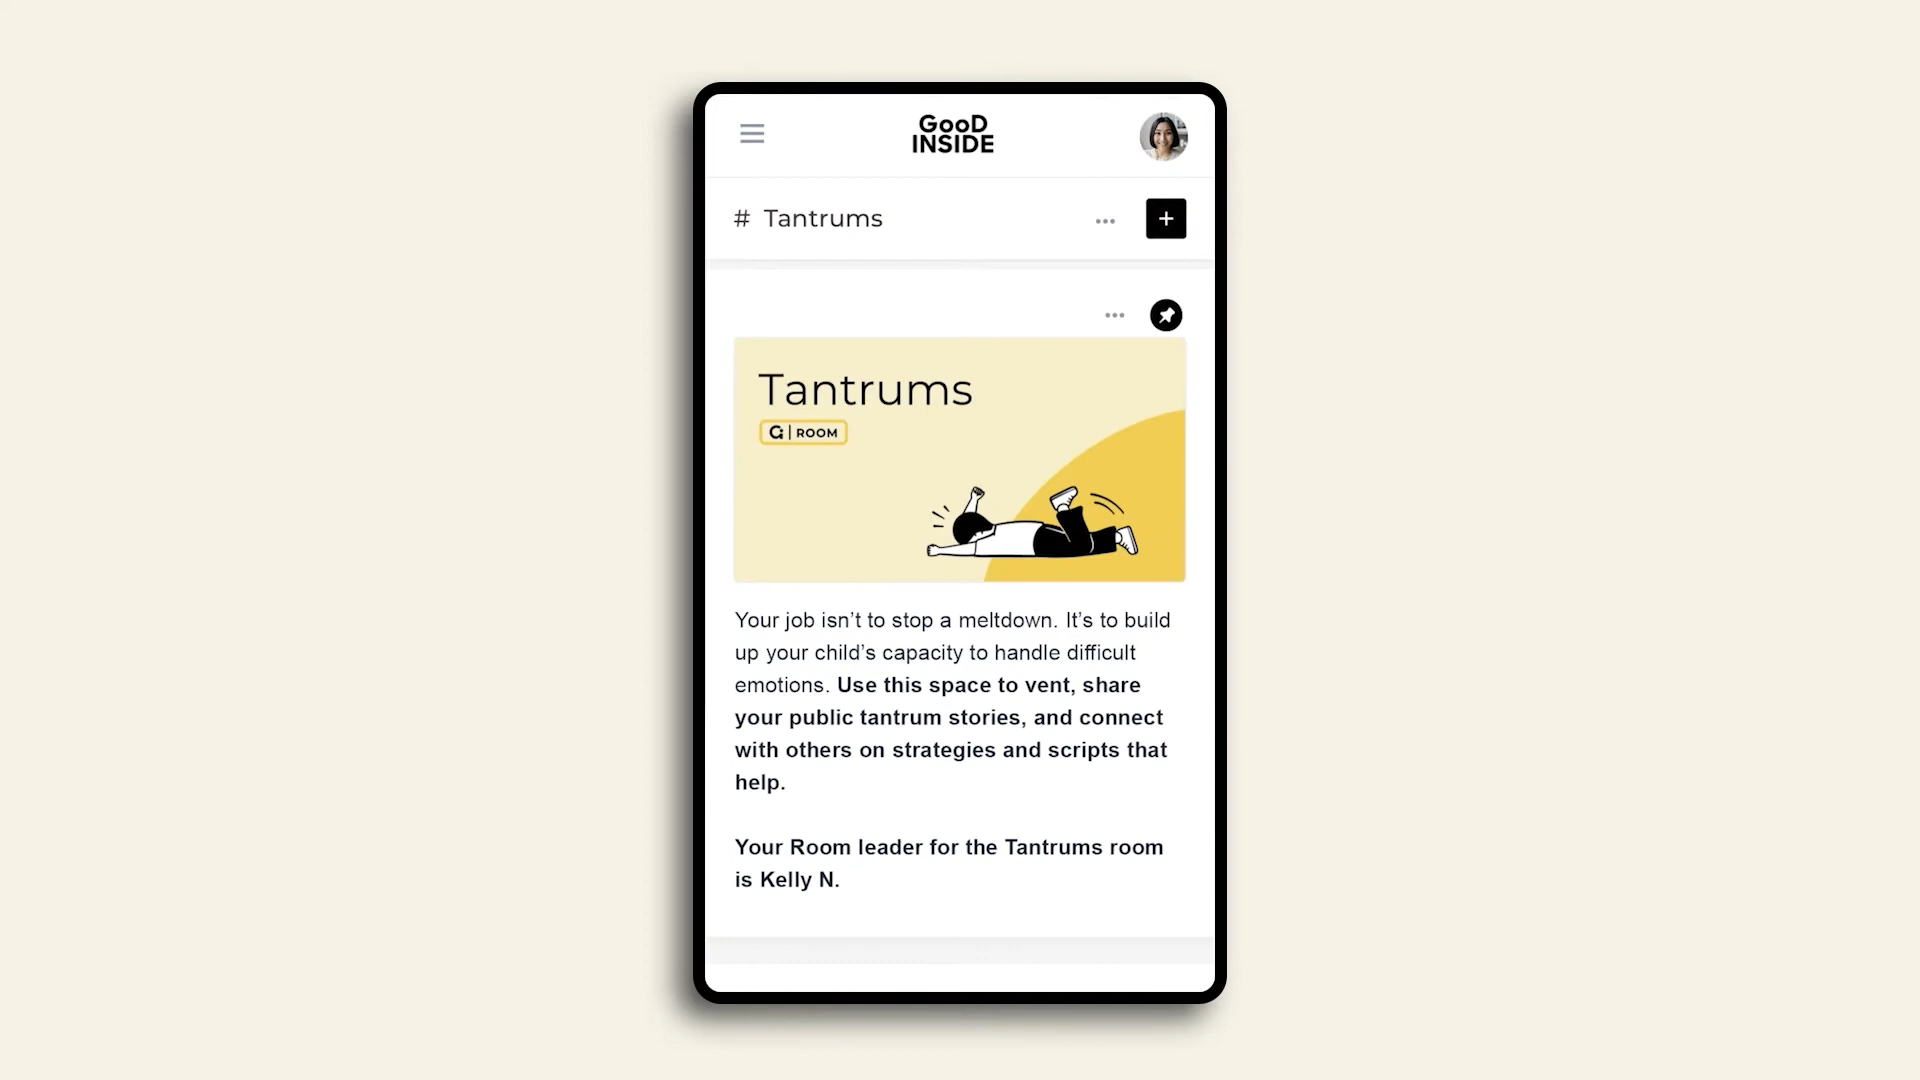 GooD
INSIDE
# Tantrums
Tantrums
G | ROOM
Your job isn’t to stop a meltdown. It’s to build
up your child’s capacity to handle difficult
emotions. Use this space to vent, share
your public tantrum stories, and connect
with others on strategies and scripts that
help.
Your Room leader for the Tantrums room
is Kelly N.